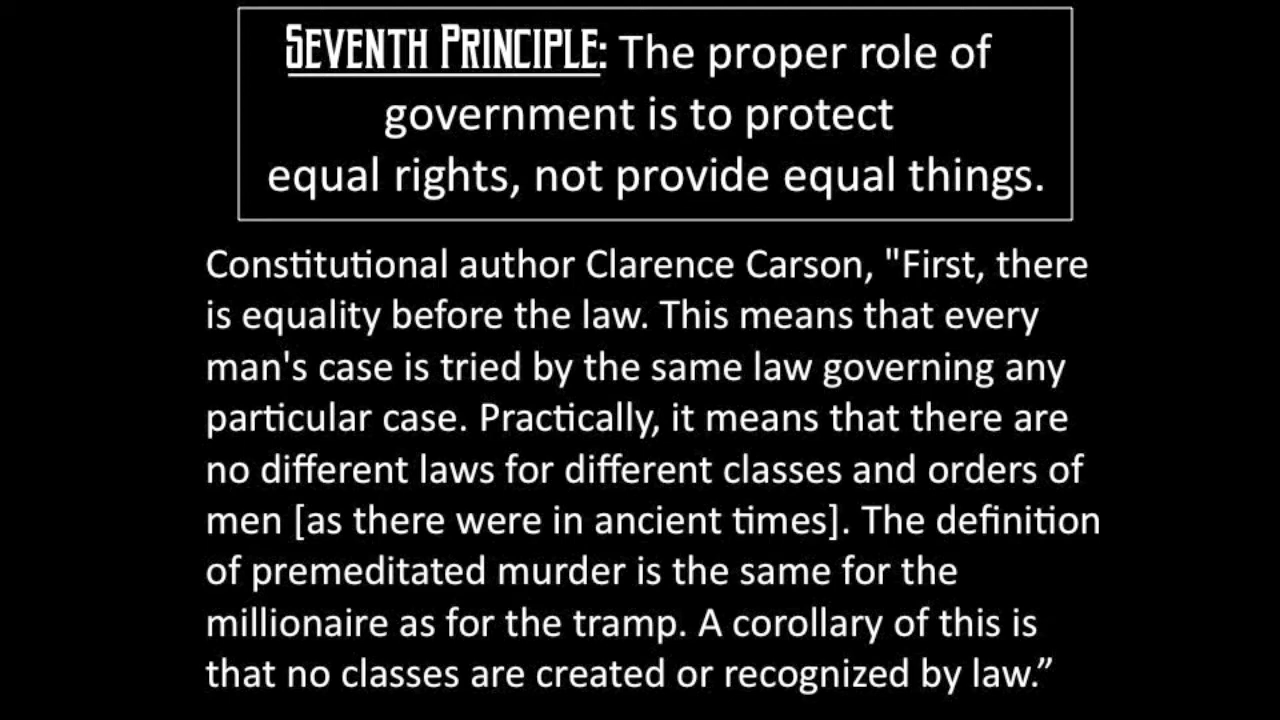 SEVENTH PRINCIPLE: The proper role of
government is to protect
equal rights, not provide equal things.
Constitutional author Clarence Carson, "First, there
is equality before the law. This means that every
man's case is tried by the same law governing any
particular case. Practically, it means that there are
no different laws for different classes and orders of
men [as there were in ancient times]. The definition
of premeditated murder is the same for the
millionaire as for the tramp. A corollary of this is
that no classes are created or recognized by law.”